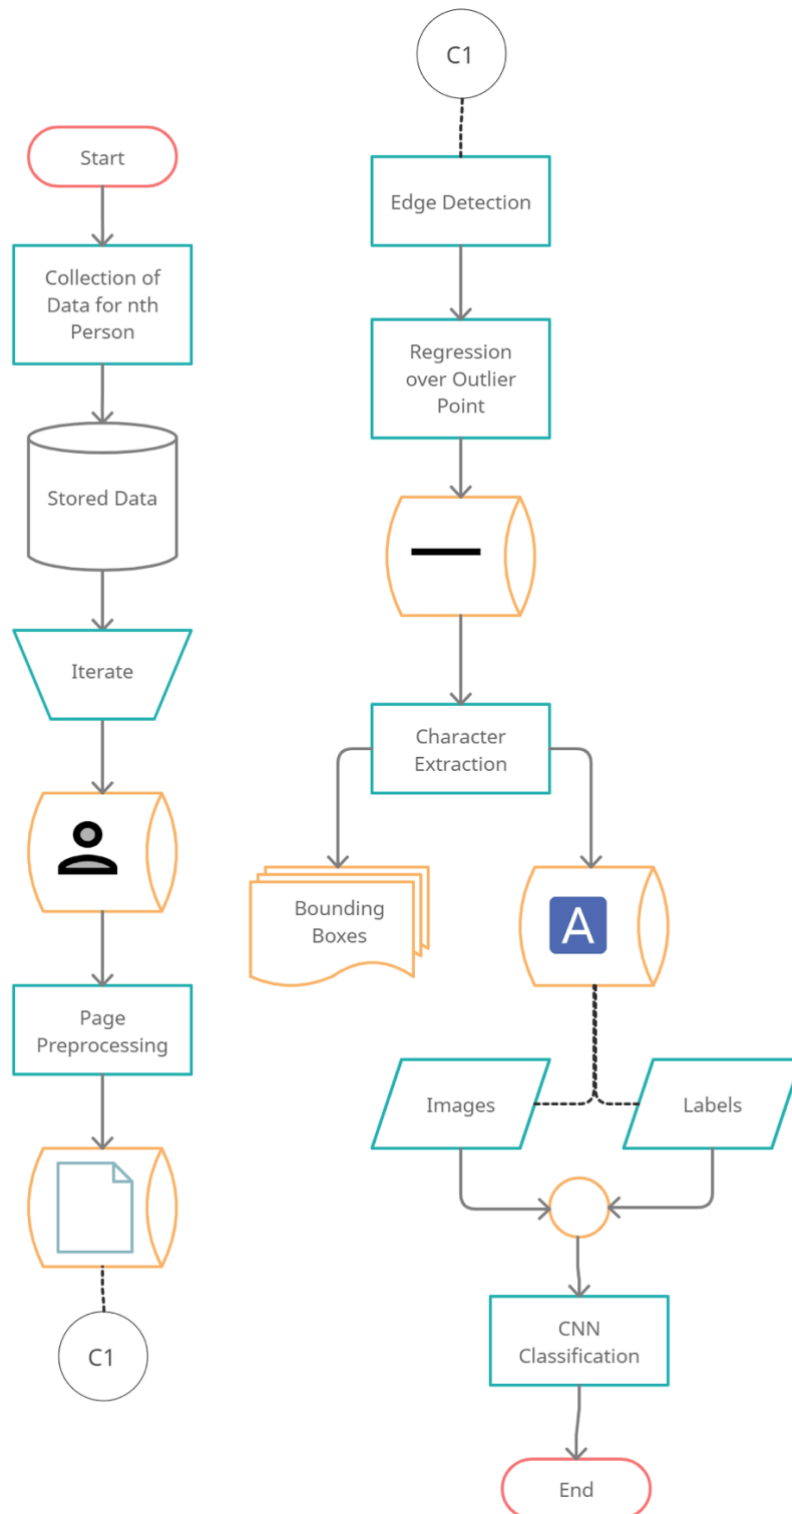 Start
Collection of
Data for nth
Person
Stored Data
Iterate
Page
Preprocessing
C1
C1
Edge Detection
Regression
over Outlier
Point
Character
Extraction
Bounding
Boxes
A
Images
Labels
CNN
Classification
End